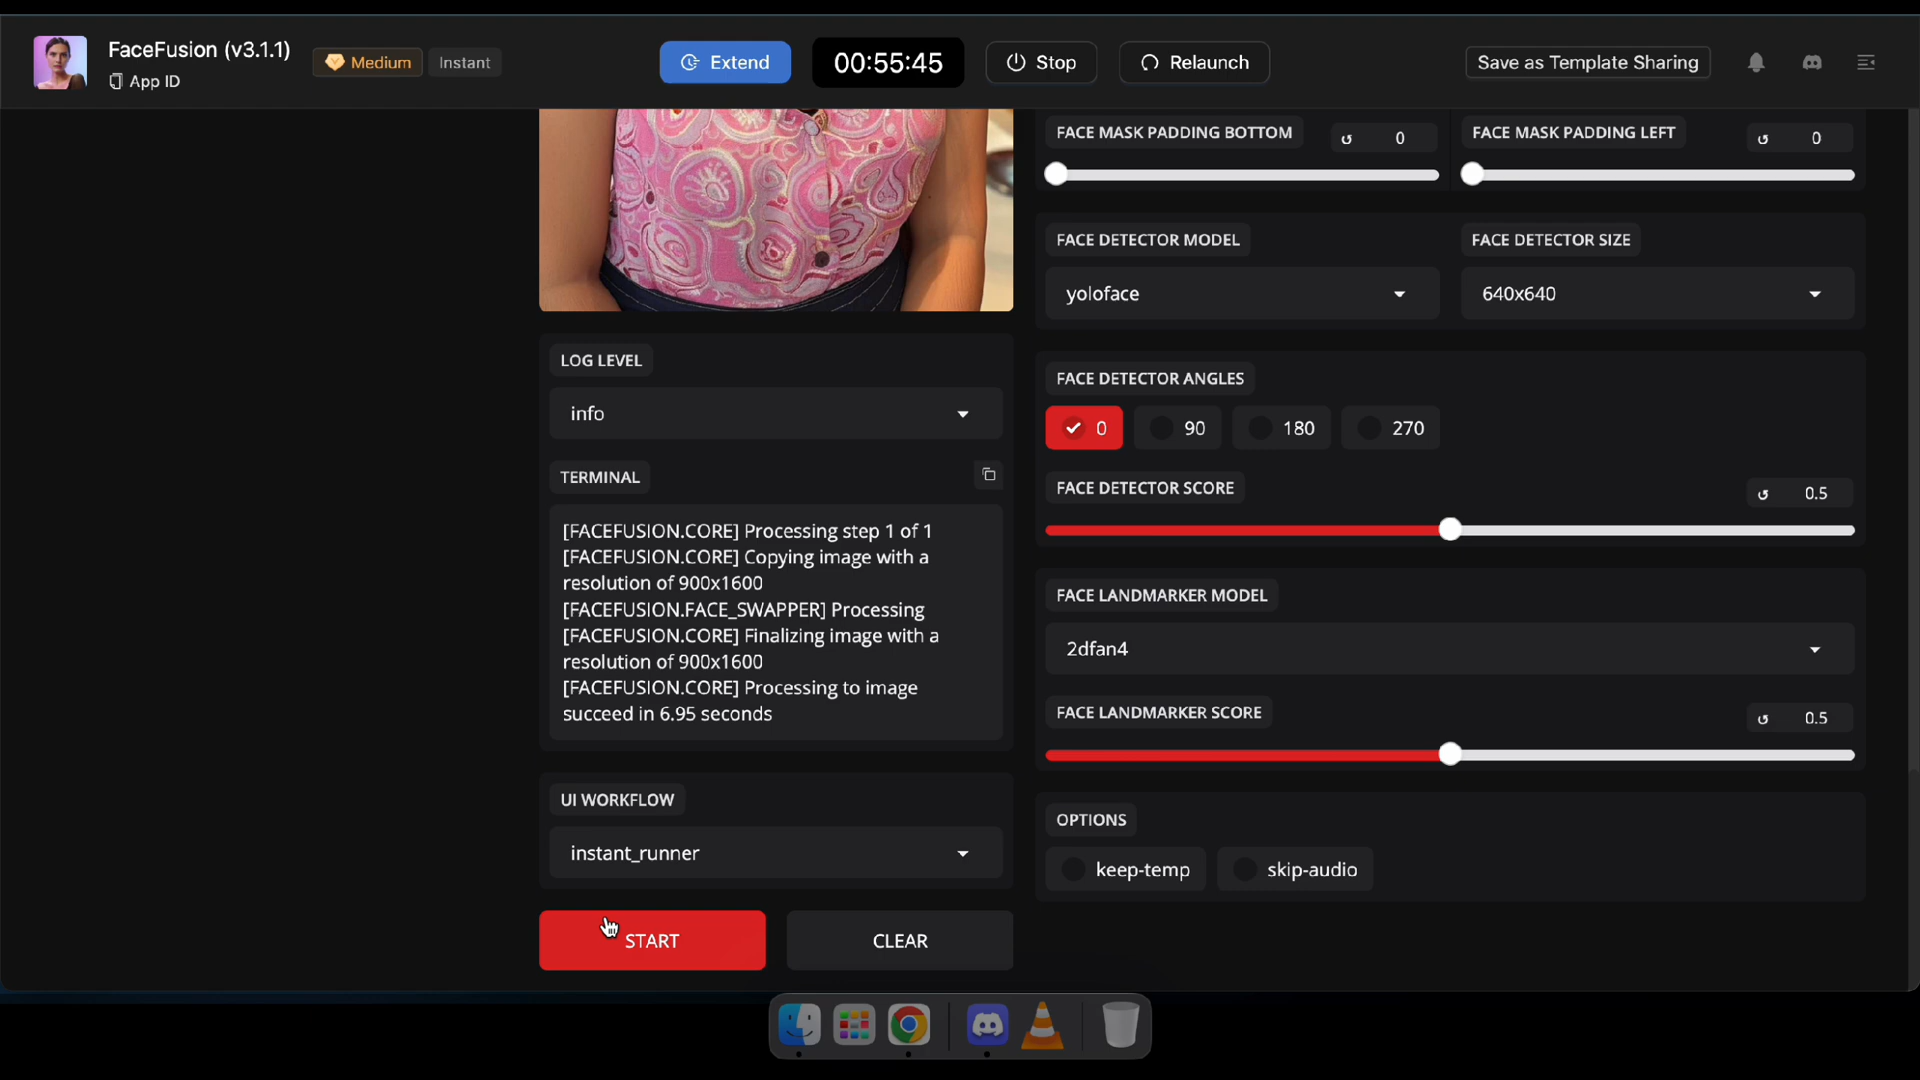 FaceFusion (v3.1.1)
App ID
Medium
Instant
Extend
00:55:45
Stop
Relaunch
Save as Template Sharing
FACE MASK PADDING BOTTOM
0
FACE MASK PADDING LEFT
0
FACE DETECTOR MODEL
yoloface
FACE DETECTOR SIZE
640x640
FACE DETECTOR ANGLES
0
90
180
270
FACE DETECTOR SCORE
0.5
FACE LANDMARKER MODEL
2dfan4
FACE LANDMARKER SCORE
0.5
OPTIONS
keep-temp
skip-audio
LOG LEVEL
info
TERMINAL
[FACEFUSION.CORE] Processing step 1 of 1
[FACEFUSION.CORE] Copying image with a
resolution of 900x1600
[FACEFUSION.FACE_SWAPPER] Processing
[FACEFUSION.CORE] Finalizing image with a
resolution of 900x1600
[FACEFUSION.CORE] Processing to image
succeed in 6.95 seconds
UI WORKFLOW
instant_runner
START
CLEAR